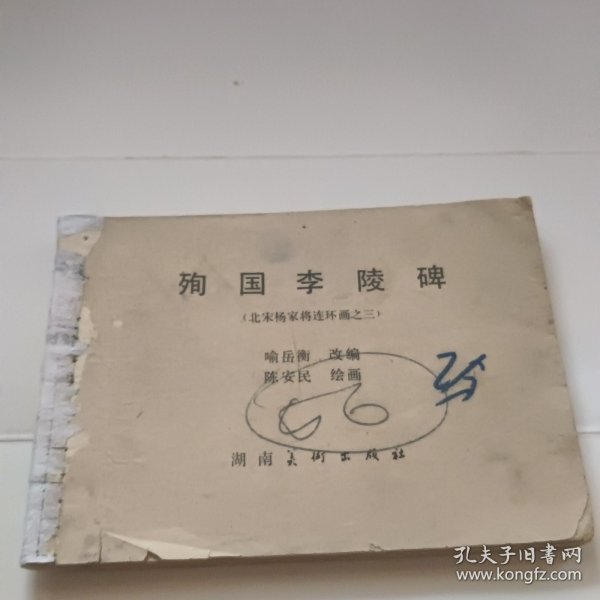 殉国李陵碑
(北宋杨家将连环画之三)
喻岳衡 改编
陈安民 绘画
湖南美术出版社
孔夫子旧书网
www.kongfz.com